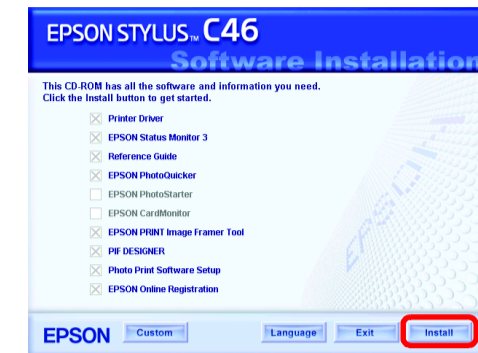 EPSON STYLUS™ C46
Software Installation
This CD-ROM has all the software and information you need.
Click the Install button to get started.
Printer Driver
EPSON Status Monitor 3
Reference Guide
EPSON PhotoQuicker
EPSON PhotoStarter
EPSON CardMonitor
EPSON PRINT Image Framer Tool
PIF DESIGNER
Photo Print Software Setup
EPSON Online Registration
EPSON
EPSON Custom Language Exit Install